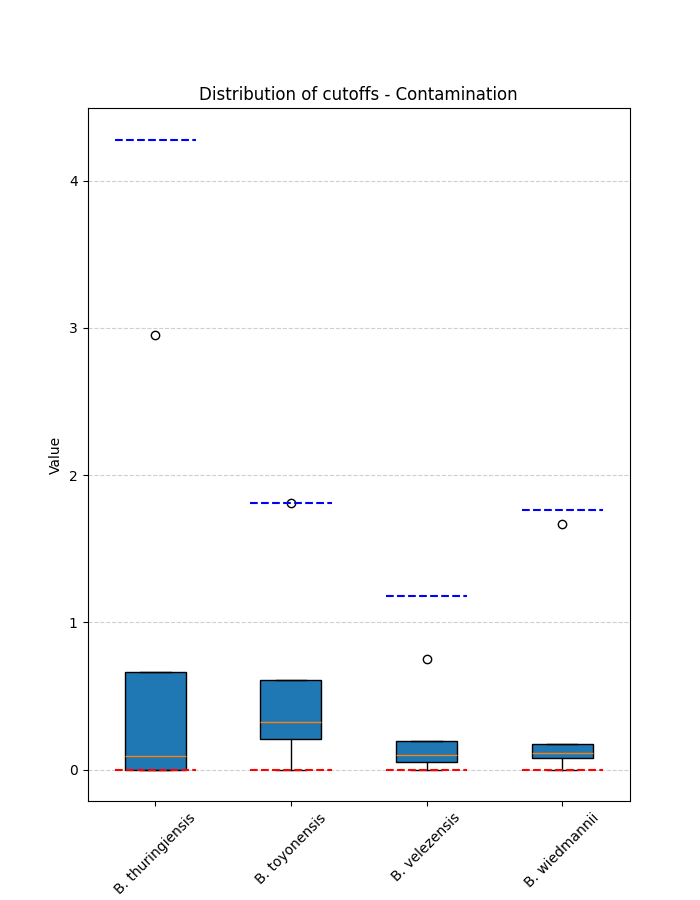 Distribution of cutoffs - Contamination
Value
4
3
2
1
0
B. thuringiensis
B. toyonensis
B. velezensis
B. wiedmannii